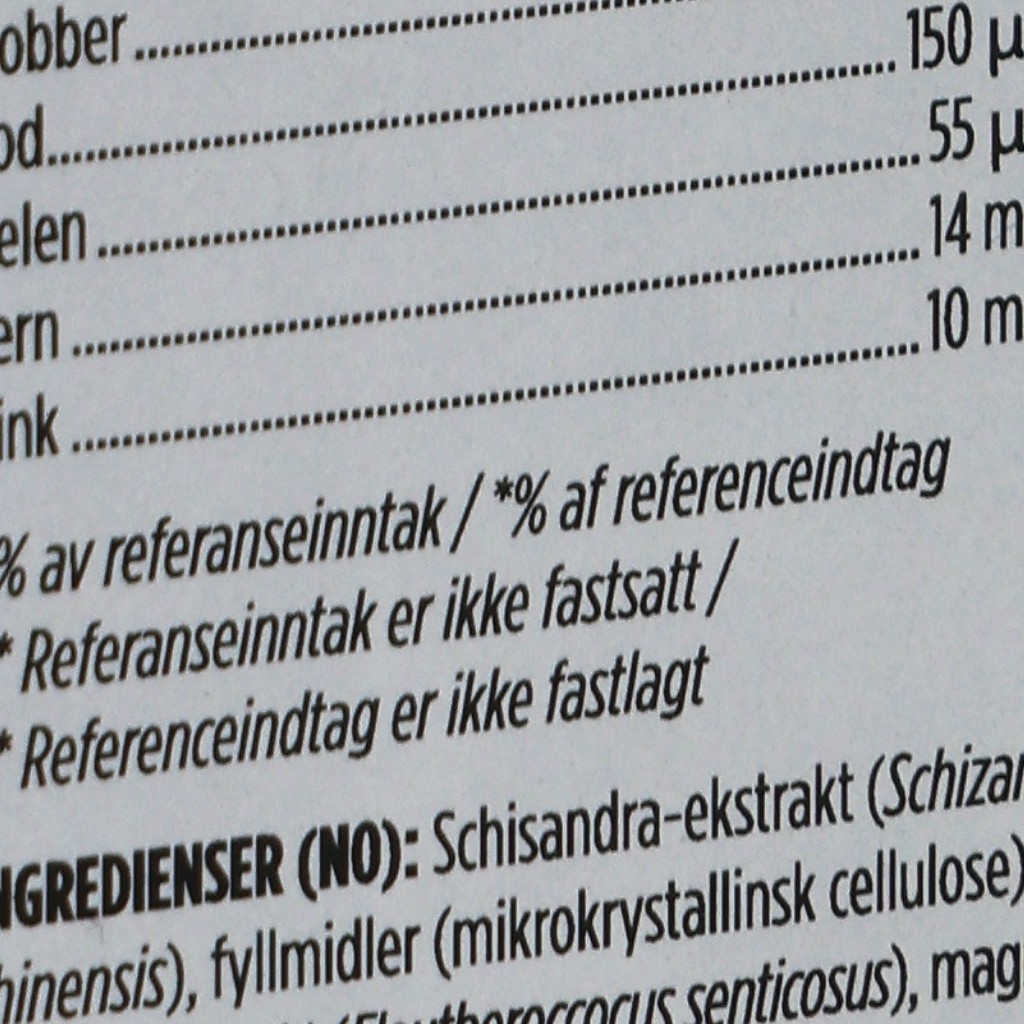 obber ........................................
od ........................................ 150 µ
elen ........................................ 55 µ
ern ........................................ 14 m
ink ........................................ 10 m
% av referanseinntak / *% af referenceindtag
* Referanseinntak er ikke fastsatt /
* Referenceindtag er ikke fastlagt
NGREDIENSER (NO): Schisandra-ekstrakt (Schizan
hinensis), fyllmidler (mikrokrystallinsk cellulose)
(Eleutheroccocus senticosus), mag